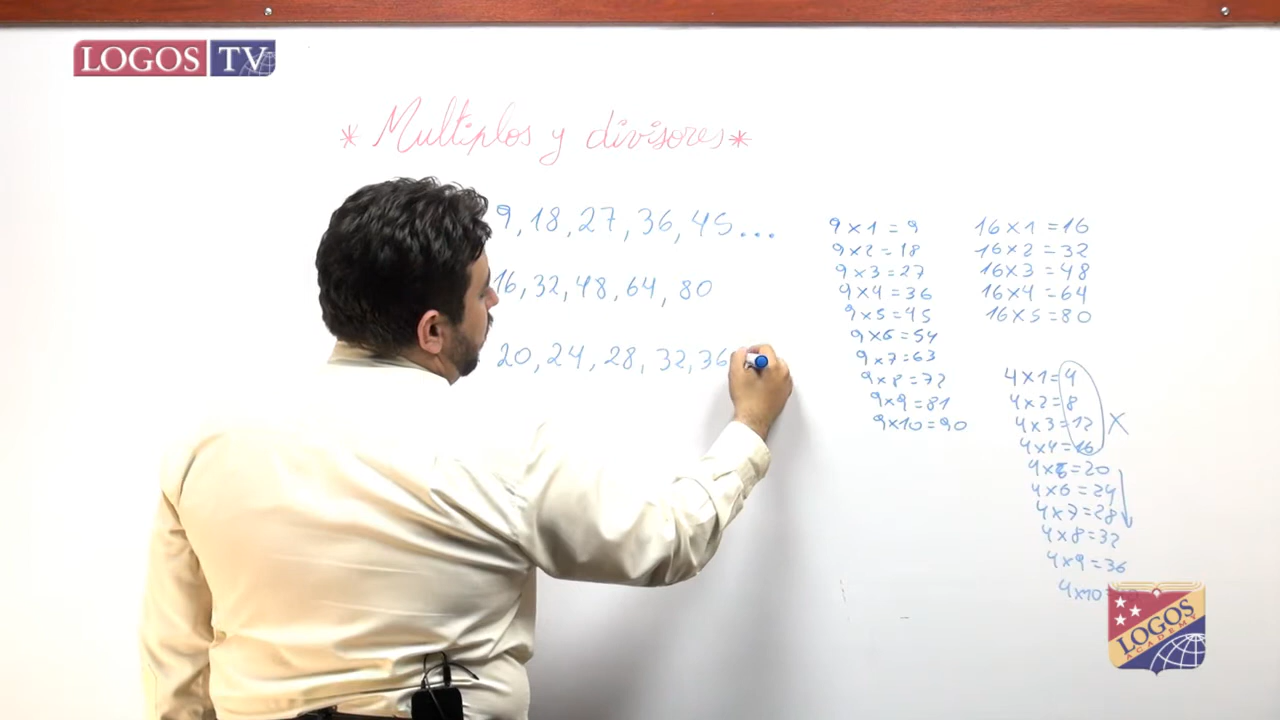 LOGOS TV
* Multiplos y divisores *
9, 18, 27, 36, 45...
16, 32, 48, 64, 80
20, 24, 28, 32, 36
9 x 1 = 9
9 x 2 = 18
9 x 3 = 27
9 x 4 = 36
9 x 5 = 45
9 x 6 = 54
9 x 7 = 63
9 x 8 = 72
9 x 9 = 81
9 x 10 = 90
16 x 1 = 16
16 x 2 = 32
16 x 3 = 48
16 x 4 = 64
16 x 5 = 80
4 x 1 = 4
4 x 2 = 8
4 x 3 = 12 X
4 x 4 = 16
4 x 5 = 20
4 x 6 = 24
4 x 7 = 28
4 x 8 = 32
4 x 9 = 36
4 x 10
LOGOS
ACADEMY